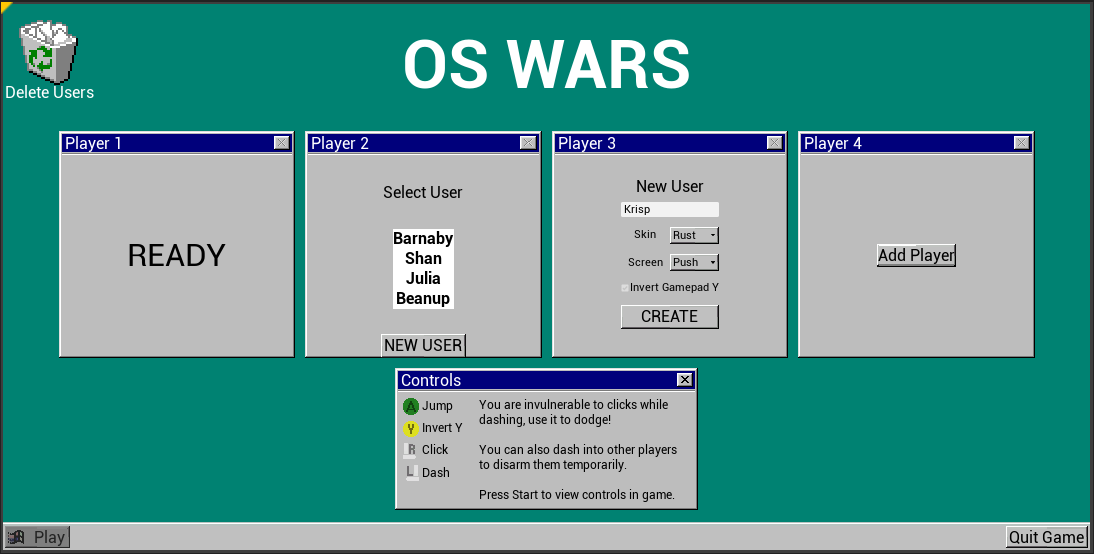 OS WARS
Delete Users
Player 1
READY
Player 2
Select User
Barnaby
Shan
Julia
Beanup
NEW USER
Player 3
New User
Krisp
Skin Rust
Screen Push
Invert Gamepad Y
CREATE
Player 4
Add Player
Controls
A Jump
Y Invert Y
R Click
L Dash
You are invulnerable to clicks while
dashing, use it to dodge!
You can also dash into other players
to disarm them temporarily.
Press Start to view controls in game.
Play
Quit Game